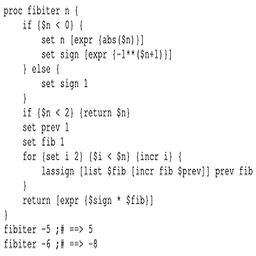 proc fibiter n {
    if {$n < 0} {
        set n [expr {abs($n)}]
        set sign [expr {-1**($n+1)}]
    } else {
        set sign 1
    }
    if {$n < 2} {return $n}
    set prev 1
    set fib 1
    for {set i 2} {$i < $n} {incr i} {
        lassign [list $fib [incr fib $prev]] prev fib
    }
    return [expr {$sign * $fib}]
}
fibiter -5 ;# ==> 5
fibiter -6 ;# ==> -8